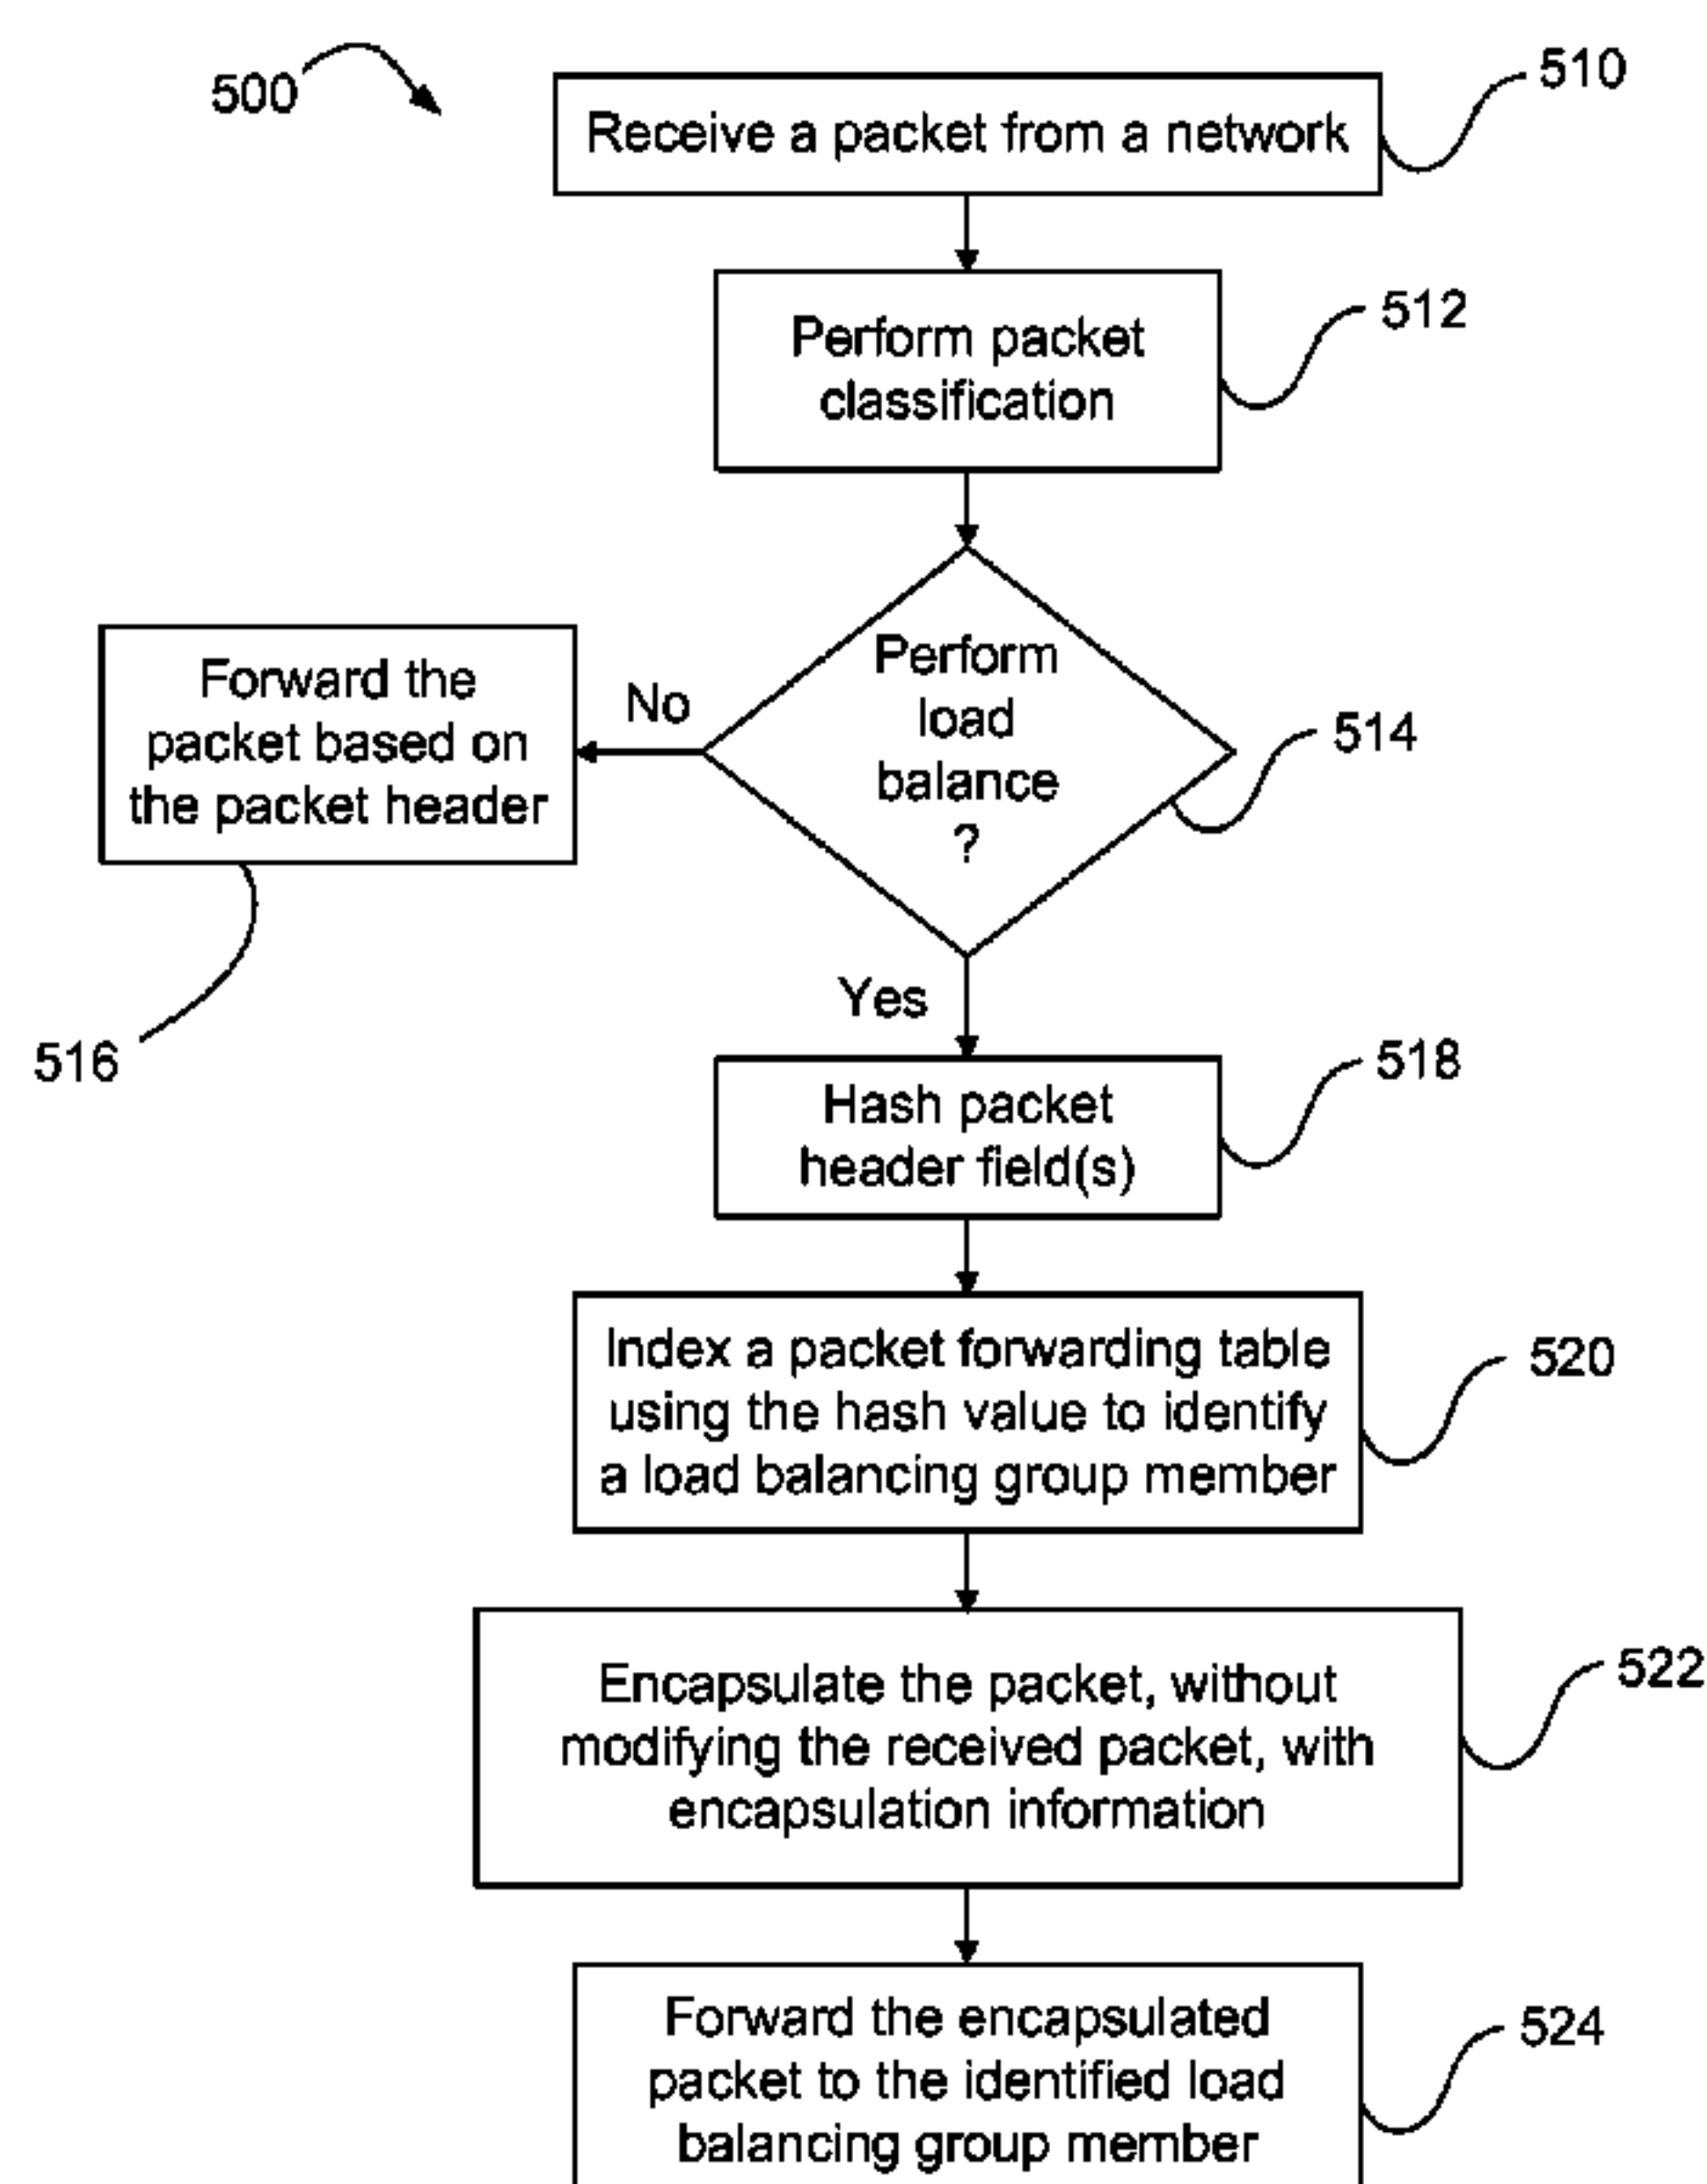 500
510
Receive a packet from a network
512
Perform packet
classification
Perform
load
balance
?
514
No
Forward the
packet based on
the packet header
516
Yes
518
Hash packet
header field(s)
Index a packet forwarding table
using the hash value to identify
a load balancing group member
520
Encapsulate the packet, without
modifying the received packet, with
encapsulation information
522
Forward the encapsulated
packet to the identified load
balancing group member
524